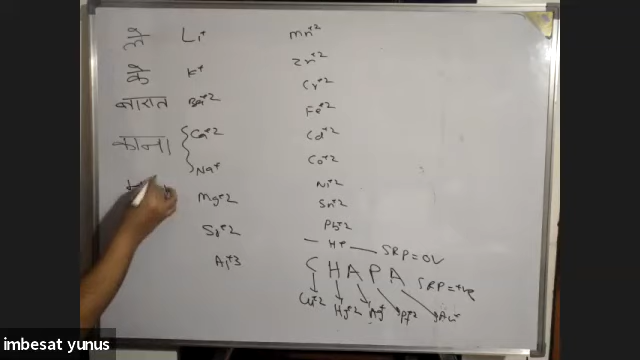 ले Li+
के K+
बारात Ba+2
काना Ca+2
Na+
Mg+2
Sr+2
Al+3
Mn+2
Zn+2
Cr+2
Fe+2
Cd+2
Co+2
Ni+2
Sn+2
Pb+2
H+ SRP=0V
CHAPA SRP=+ve
Cu+2 Hg+2 Ag+ Pt+2 Au+
imbesat yunus